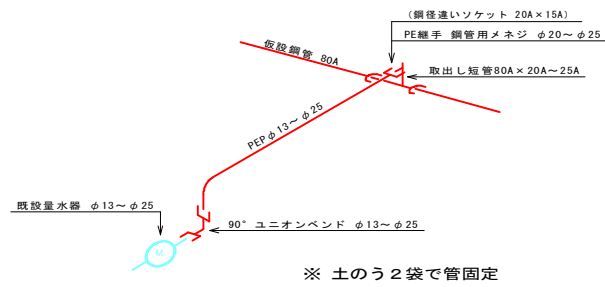 (鋼径違いソケット 20A×15A)
PE継手 鋼管用メネジ φ20〜φ25
仮設鋼管 80A
取出し短管80A×20A〜25A
PEPφ13〜φ25
既設量水器 φ13〜φ25
90°ユニオンベンド φ13〜φ25
M
※ 土のう2袋で管固定